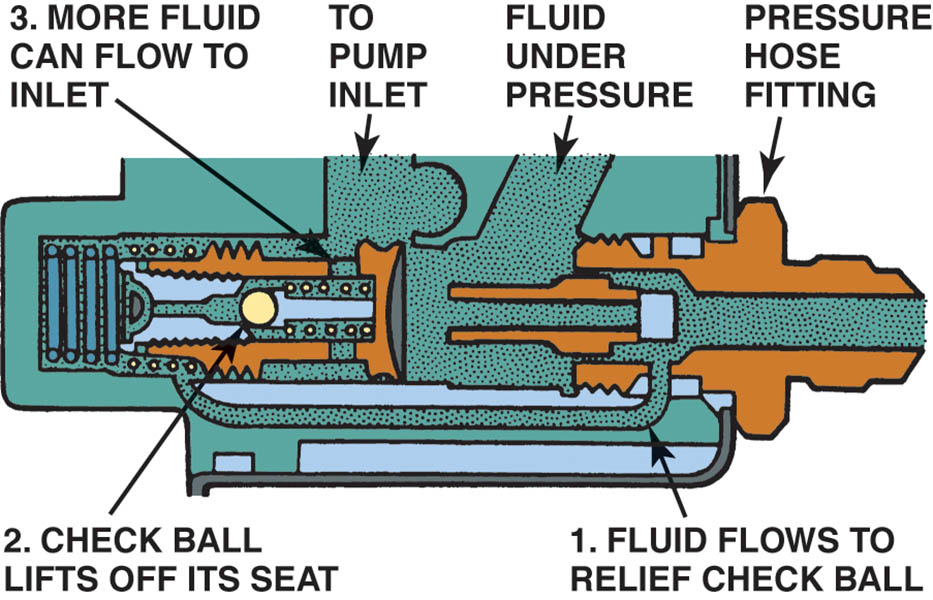 3. MORE FLUID
CAN FLOW TO
INLET
TO
PUMP
INLET
FLUID
UNDER
PRESSURE
PRESSURE
HOSE
FITTING
2. CHECK BALL
LIFTS OFF ITS SEAT
1. FLUID FLOWS TO
RELIEF CHECK BALL